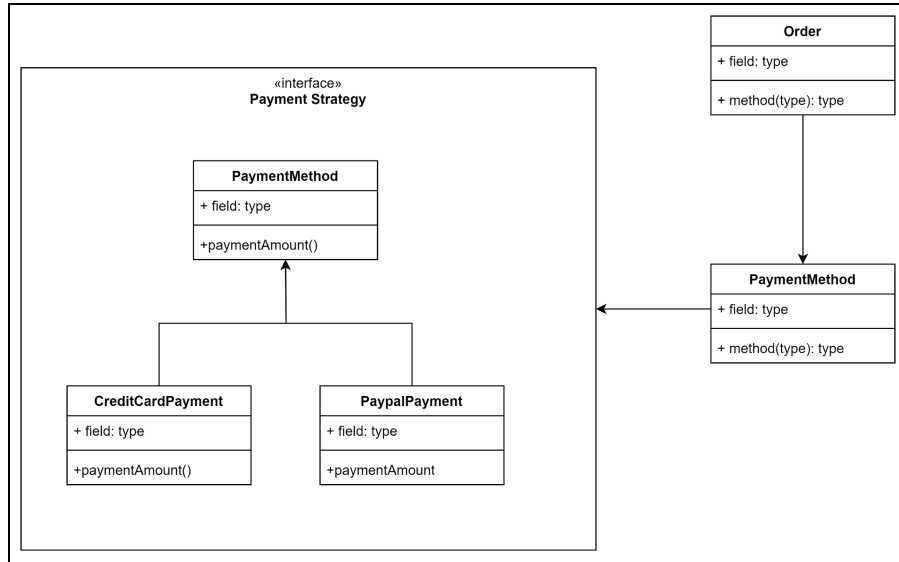 Order
+ field: type
+ method(type): type
«interface»
Payment Strategy
PaymentMethod
+ field: type
+paymentAmount()
PaymentMethod
+ field: type
+ method(type): type
CreditCardPayment
+ field: type
+paymentAmount()
PaypalPayment
+ field: type
+paymentAmount